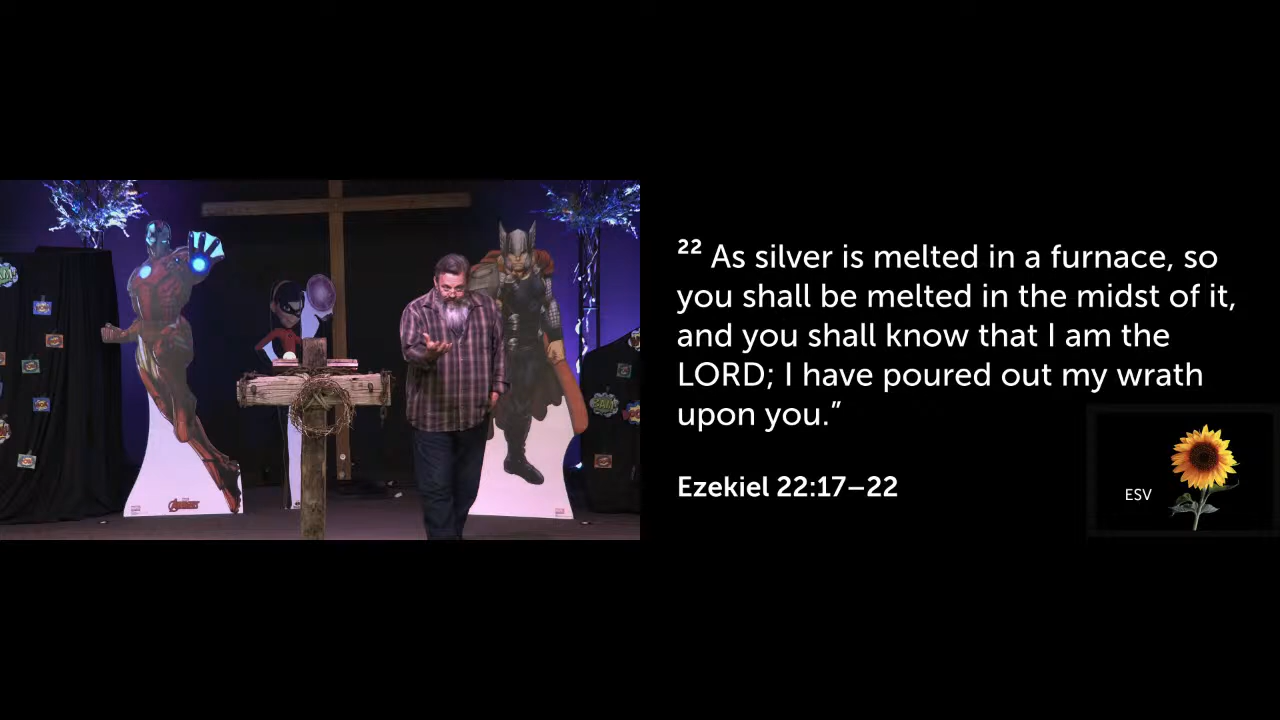 22 As silver is melted in a furnace, so
you shall be melted in the midst of it,
and you shall know that I am the
LORD; I have poured out my wrath
upon you.”
Ezekiel 22:17–22
ESV
AVENGERS